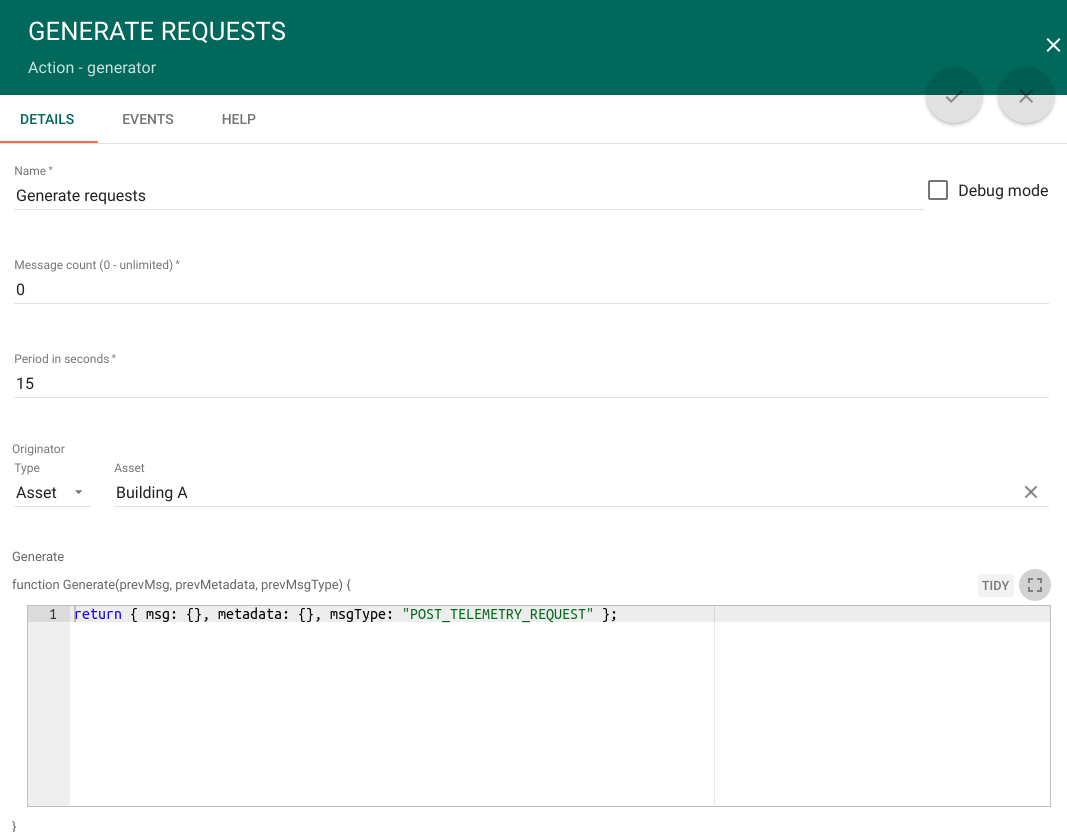 GENERATE REQUESTS
Action - generator
DETAILS EVENTS HELP
Name *
Generate requests
Debug mode
Message count (0 - unlimited) *
0
Period in seconds *
15
Originator
Type Asset
Asset Building A
Generate
function Generate(prevMsg, prevMetadata, prevMsgType) {
TIDY
1 return { msg: {}, metadata: {}, msgType: "POST_TELEMETRY_REQUEST" };
}